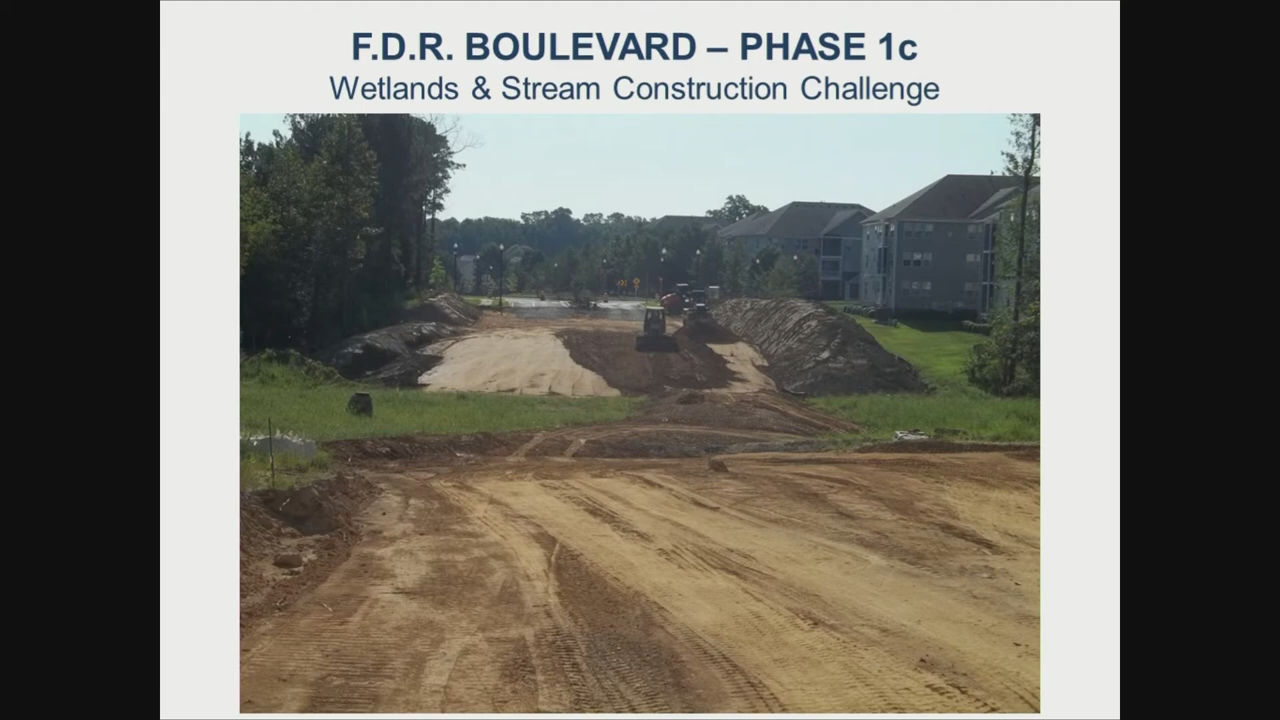 F.D.R. BOULEVARD – PHASE 1c
Wetlands & Stream Construction Challenge